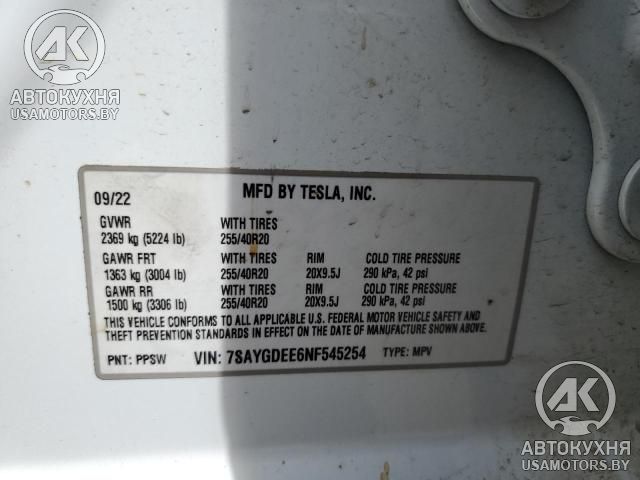 АК
АВТОКУХНЯ
USAMOTORS.BY
09/22 MFD BY TESLA, INC.
GVWR WITH TIRES
2369 kg (5224 lb) 255/40R20
GAWR FRT WITH TIRES RIM COLD TIRE PRESSURE
1363 kg (3004 lb) 255/40R20 20X9.5J 290 kPa, 42 psi
GAWR RR WITH TIRES RIM COLD TIRE PRESSURE
1500 kg (3306 lb) 255/40R20 20X9.5J 290 kPa, 42 psi
THIS VEHICLE CONFORMS TO ALL APPLICABLE U.S. FEDERAL MOTOR VEHICLE SAFETY AND
THEFT PREVENTION STANDARDS IN EFFECT ON THE DATE OF MANUFACTURE SHOWN ABOVE.
PNT: PPSW VIN: 7SAYGDEE6NF545254 TYPE: MPV
АК
АВТОКУХНЯ
USAMOTORS.BY